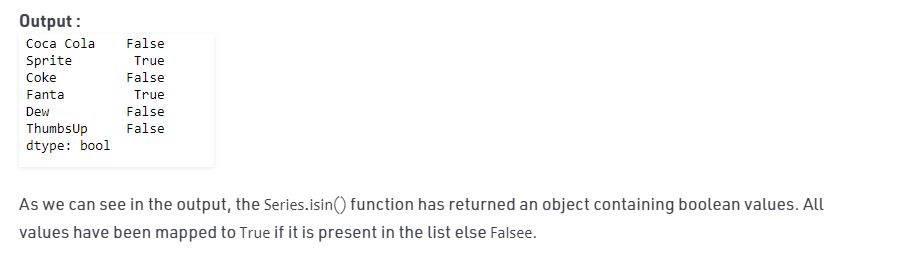 Output :
Coca Cola    False
Sprite        True
Coke         False
Fanta         True
Dew          False
ThumbsUp     False
dtype: bool
As we can see in the output, the Series.isin() function has returned an object containing boolean values. All
values have been mapped to True if it is present in the list else Falsee.